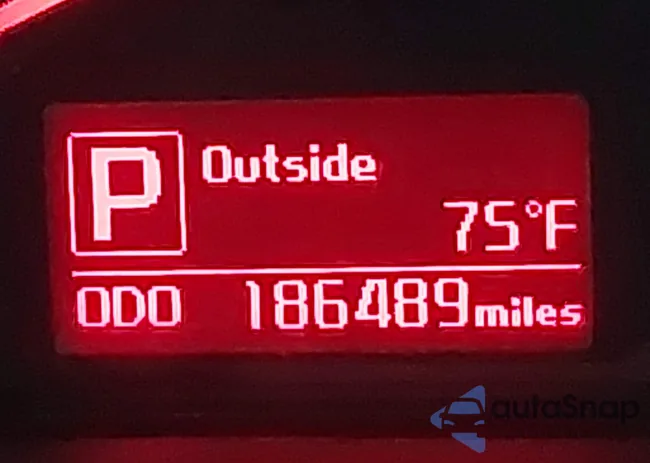 P
Outside
75°F
ODO 186489 miles
autoSnap